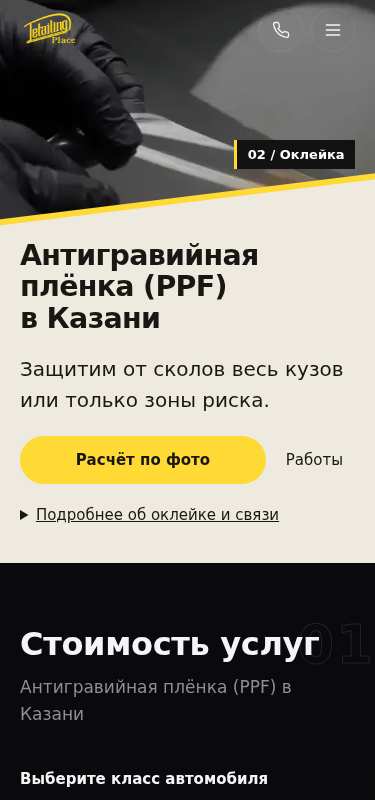 Detailing
Place
02 / Оклейка
Антигравийная
плёнка (PPF)
в Казани
Защитим от сколов весь кузов
или только зоны риска.
Расчёт по фото
Работы
Подробнее об оклейке и связи
01
Стоимость услуг
Антигравийная плёнка (PPF) в
Казани
Выберите класс автомобиля